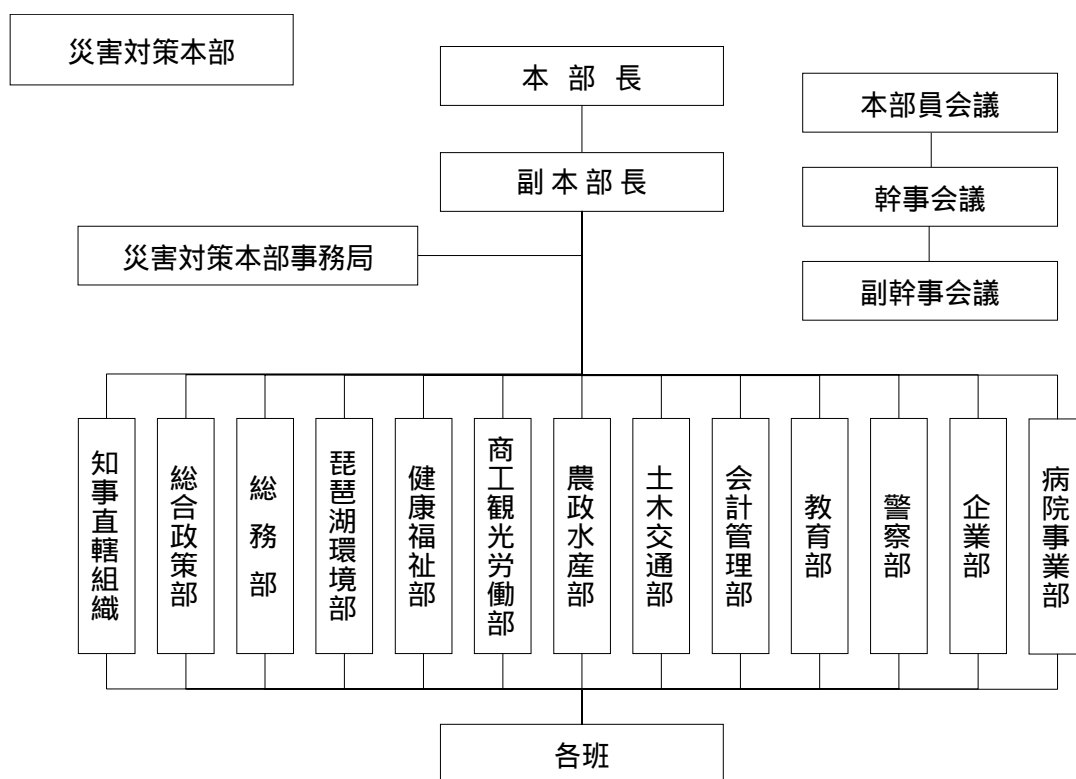 災害対策本部
本部長
本部員会議
副本部長
幹事会議
災害対策本部事務局
副幹事会議
知事直轄組織
総合政策部
総務部
琵琶湖環境部
健康福祉部
商工観光労働部
農政水産部
土木交通部
会計管理部
教育部
警察部
企業部
病院事業部
各班